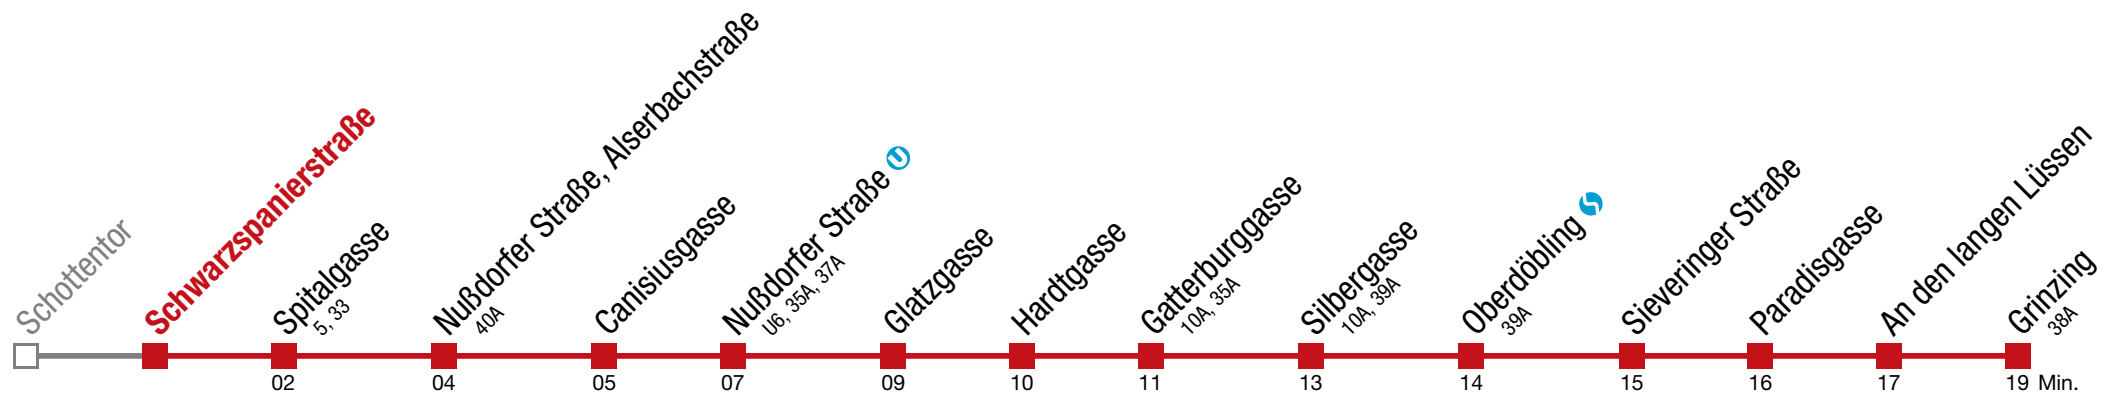 Schottentor
Schwarzspanierstraße
Spitalgasse
5, 33
Nußdorfer Straße, Alserbachstraße
40A
Canisiusgasse
Nußdorfer Straße U
U6, 35A, 37A
Glatzgasse
Hardtgasse
Gatterburggasse
10A, 35A
Silbergasse
10A, 39A
Oberdöbling
39A
Sieveringer Straße
Paradisgasse
An den langen Lüssen
Grinzing
38A
02 04 05 07 09 10 11 13 14 15 16 17 19 Min.